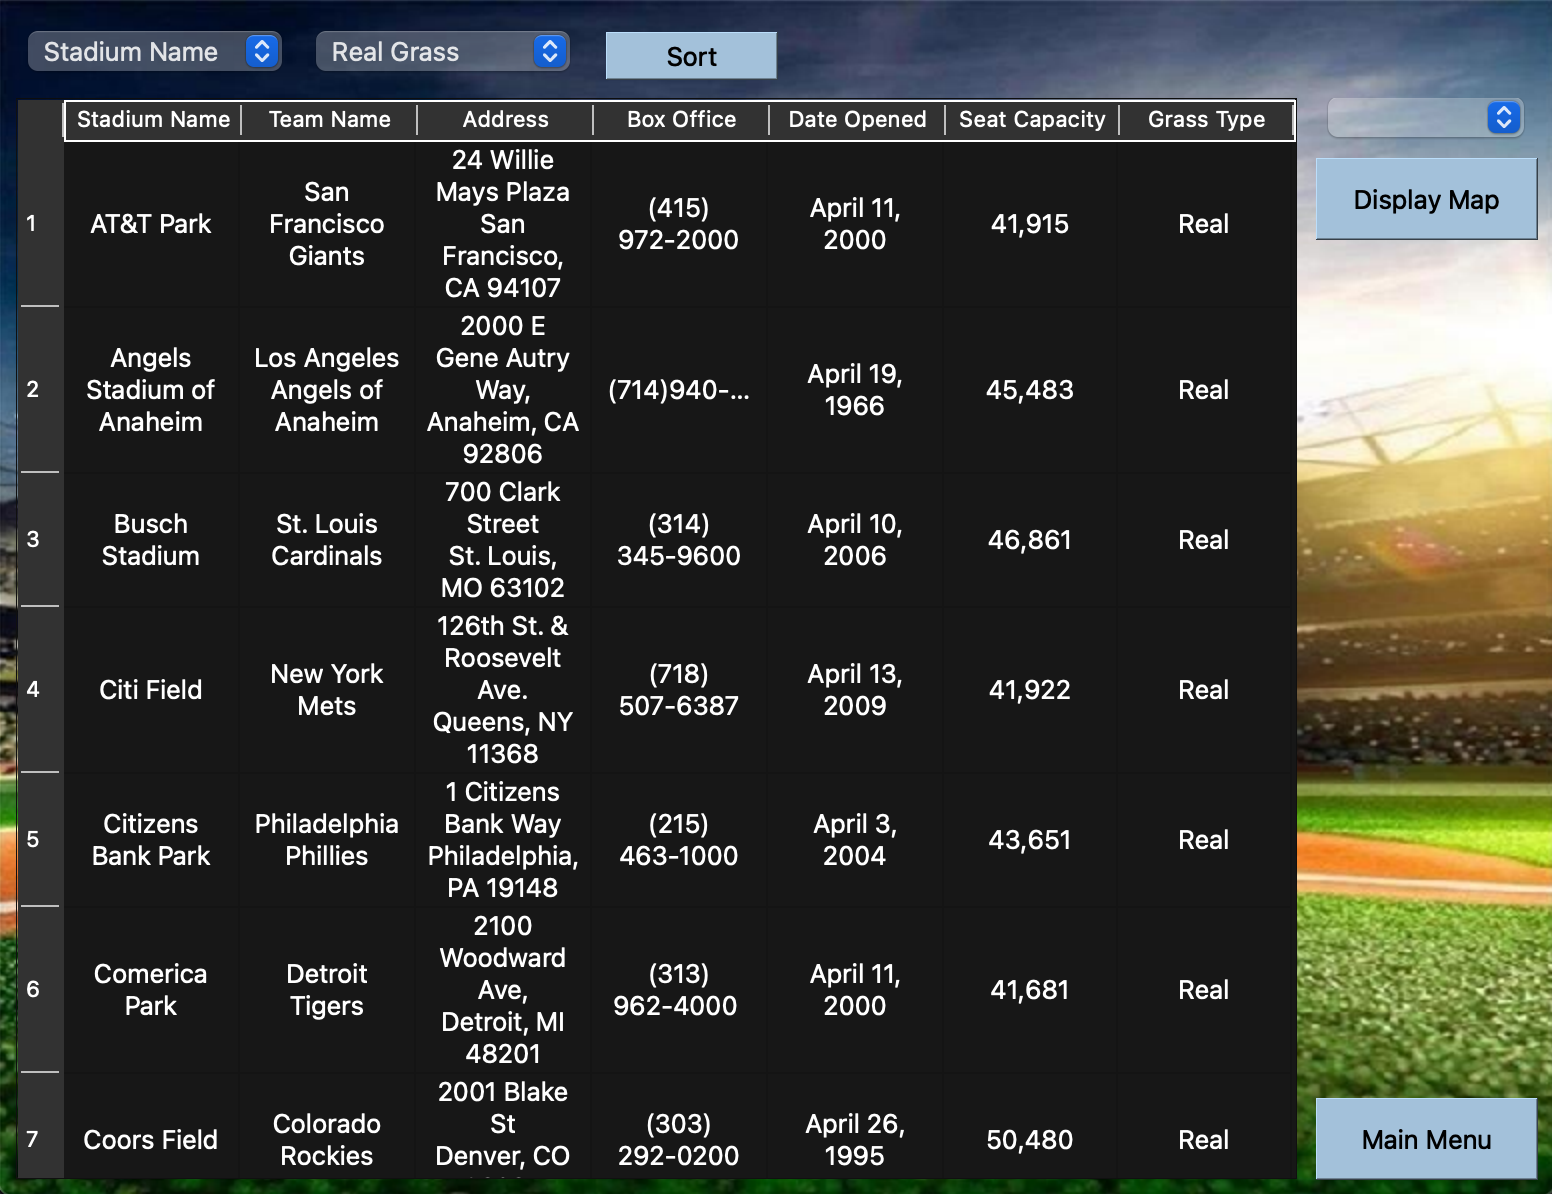 Stadium Name
Real Grass
Sort
Stadium Name Team Name Address Box Office Date Opened Seat Capacity Grass Type
Display Map
1
AT&T Park
San
Francisco
Giants
24 Willie
Mays Plaza
San
Francisco,
CA 94107
(415)
972-2000
April 11,
2000
41,915
Real
2
Angels
Stadium of
Anaheim
Los Angeles
Angels of
Anaheim
2000 E
Gene Autry
Way,
Anaheim, CA
92806
(714)940-...
April 19,
1966
45,483
Real
3
Busch
Stadium
St. Louis
Cardinals
700 Clark
Street
St. Louis,
MO 63102
(314)
345-9600
April 10,
2006
46,861
Real
4
Citi Field
New York
Mets
126th St. &
Roosevelt
Ave.
Queens, NY
11368
(718)
507-6387
April 13,
2009
41,922
Real
5
Citizens
Bank Park
Philadelphia
Phillies
1 Citizens
Bank Way
Philadelphia,
PA 19148
(215)
463-1000
April 3,
2004
43,651
Real
6
Comerica
Park
Detroit
Tigers
2100
Woodward
Ave,
Detroit, MI
48201
(313)
962-4000
April 11,
2000
41,681
Real
7
Coors Field
Colorado
Rockies
2001 Blake
St
Denver, CO
(303)
292-0200
April 26,
1995
50,480
Real
Main Menu